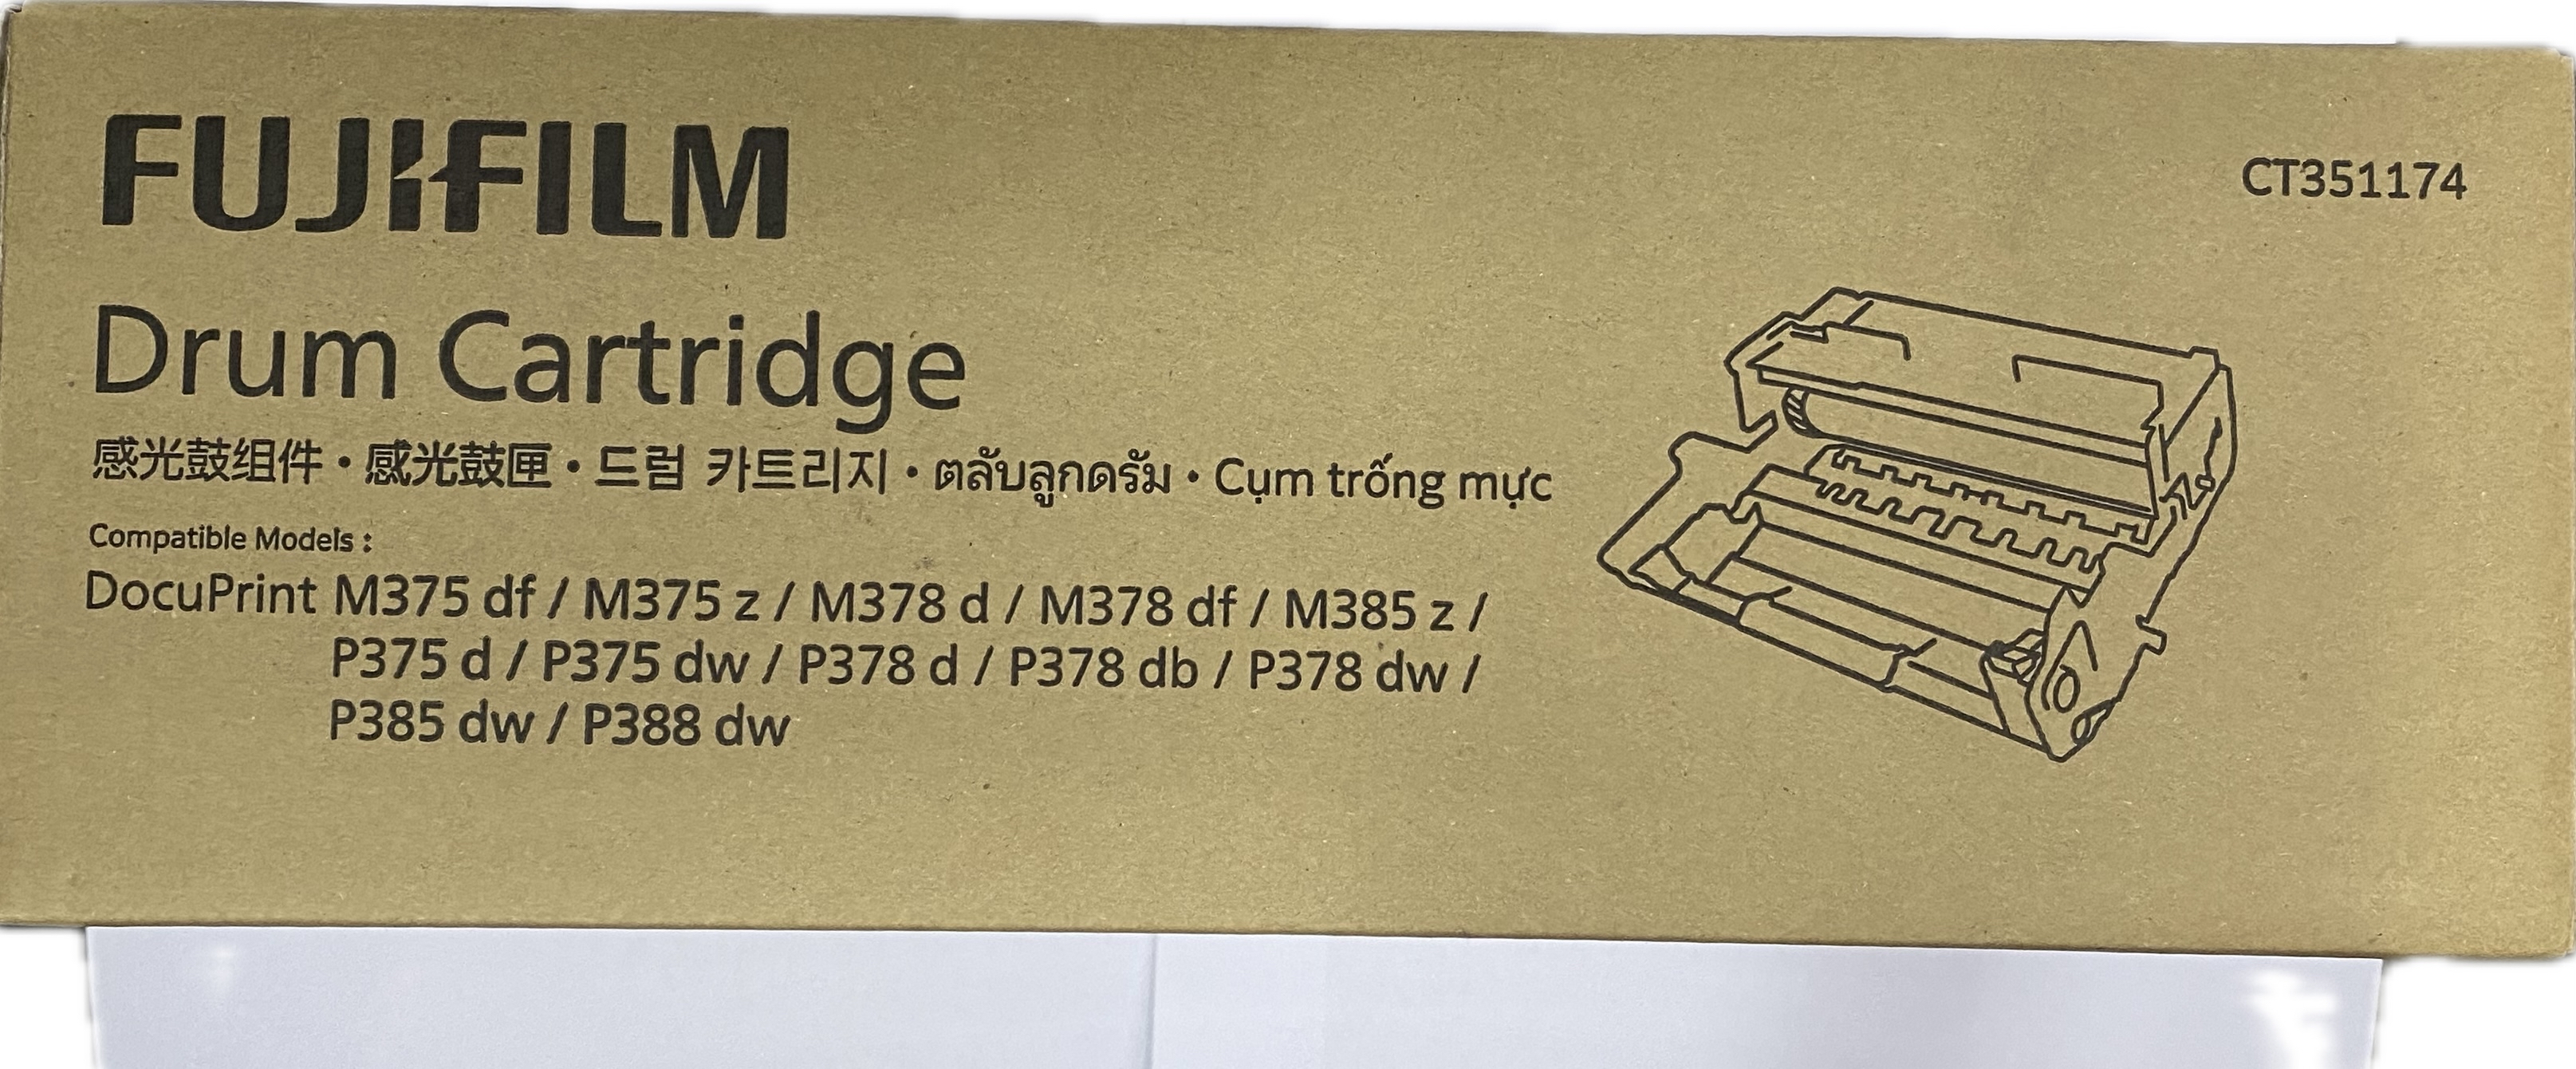 FUJIFILM
CT351174
Drum Cartridge
感光鼓组件・感光鼓匣・드럼 카트리지・ตลับลูกดรัม・Cụm trống mực
Compatible Models :
DocuPrint M375 df / M375 z / M378 d / M378 df / M385 z /
P375 d / P375 dw / P378 d / P378 db / P378 dw /
P385 dw / P388 dw